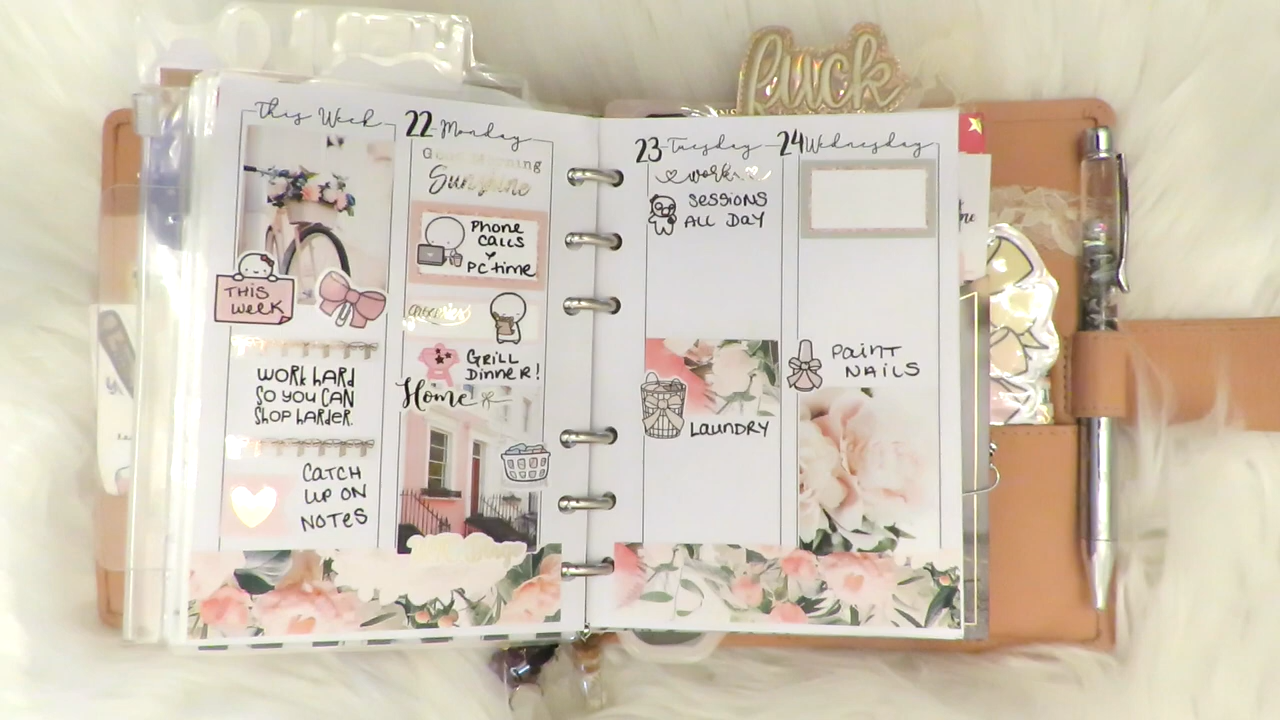 fuck
This Week
THIS
WEEK
WORK HARD
SO YOU CAN
SHOP HARDER.
CATCH
UP ON
NOTES
22 Monday
Good Morning
Sunshine
PHONE
CALLS
+
PC TIME
groceries
GRILL
DINNER!
Home
23 Tuesday
work
SESSIONS
ALL DAY
LAUNDRY
24 Wednesday
PAINT
NAILS